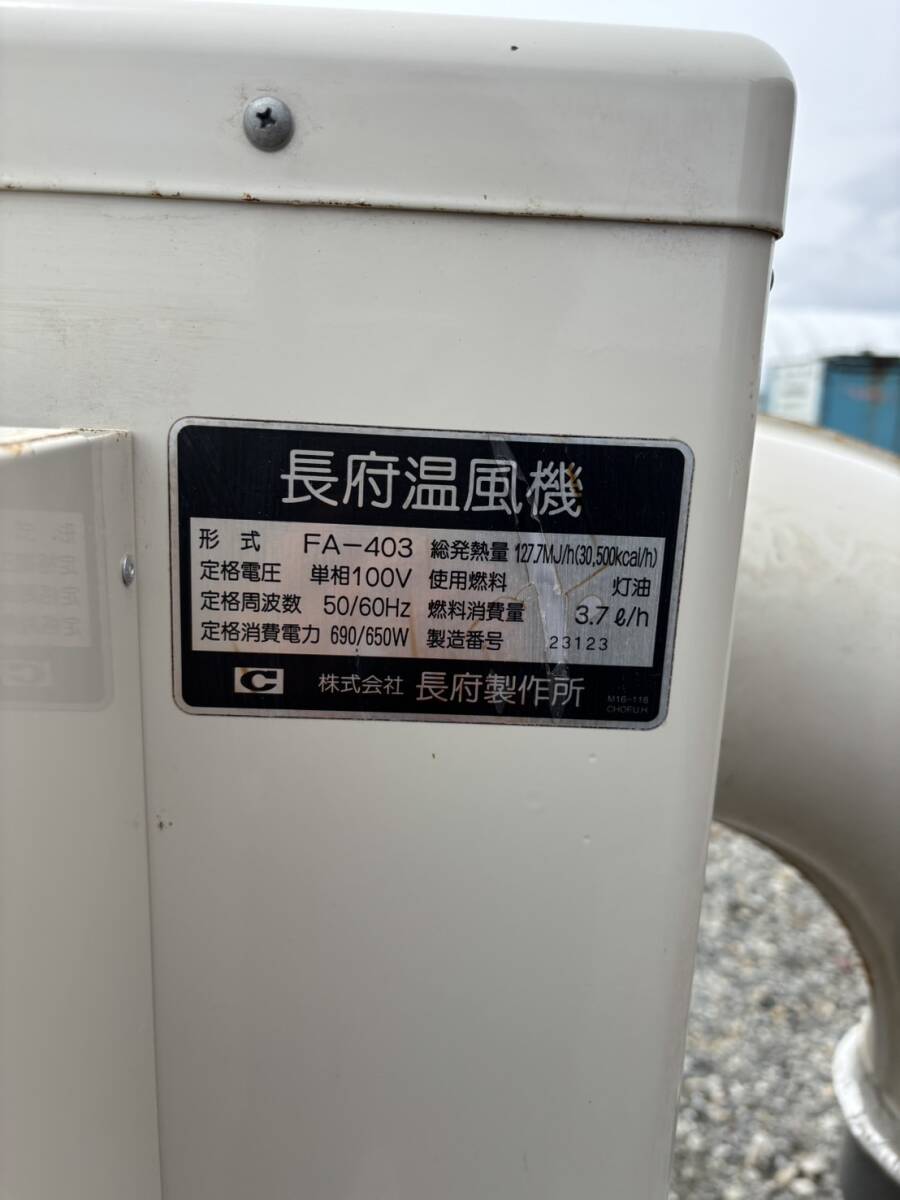 長府温風機
形式 FA-403 総発熱量 127.7MJ/h(30,500kcal/h)
定格電圧 単相100V 使用燃料 灯油
定格周波数 50/60Hz 燃料消費量 3.7ℓ/h
定格消費電力 690/650W 製造番号 23123
C 株式会社 長府製作所
M16-116
CHOFU.H